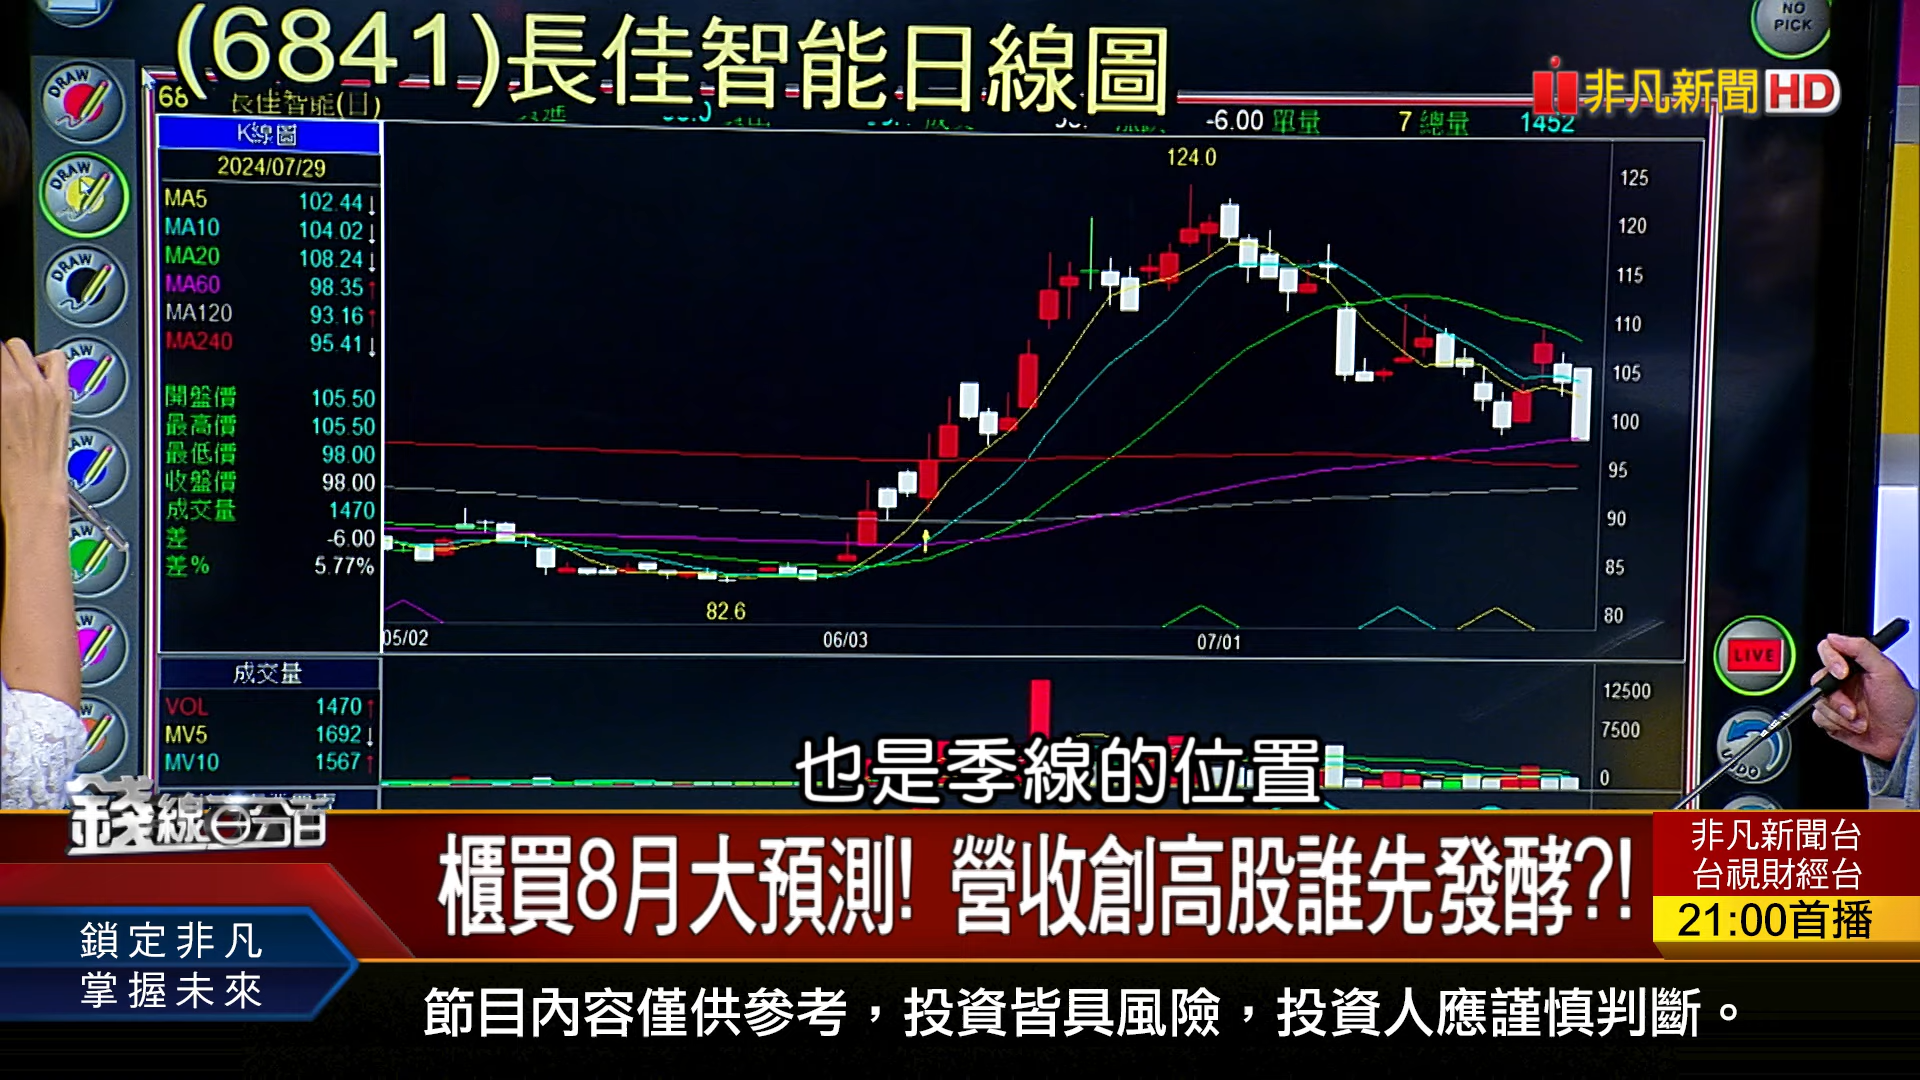 (6841)長佳智能日線圖
NO PICK
非凡新聞HD
68 長佳智能(日)
-6.00 單量 7 總量 1452
DRAW
K線圖
2024/07/29
MA5 102.44↓
MA10 104.02↓
MA20 108.24↓
MA60 98.35↑
MA120 93.16↑
MA240 95.41↓
開盤價 105.50
最高價 105.50
最低價 98.00
收盤價 98.00
成交量 1470
差 -6.00
差% 5.77%
DRAW
DRAW
124.0
82.6
125
120
115
110
105
100
95
90
85
80
05/02 06/03 07/01
成交量
VOL 1470↑
MV5 1692↓
MV10 1567↑
12500
7500
0
LIVE
UNDO
也是季線的位置
錢線百分百
櫃買8月大預測! 營收創高股誰先發酵?!
非凡新聞台
台視財經台
21:00首播
鎖定非凡
掌握未來
節目內容僅供參考，投資皆具風險，投資人應謹慎判斷。